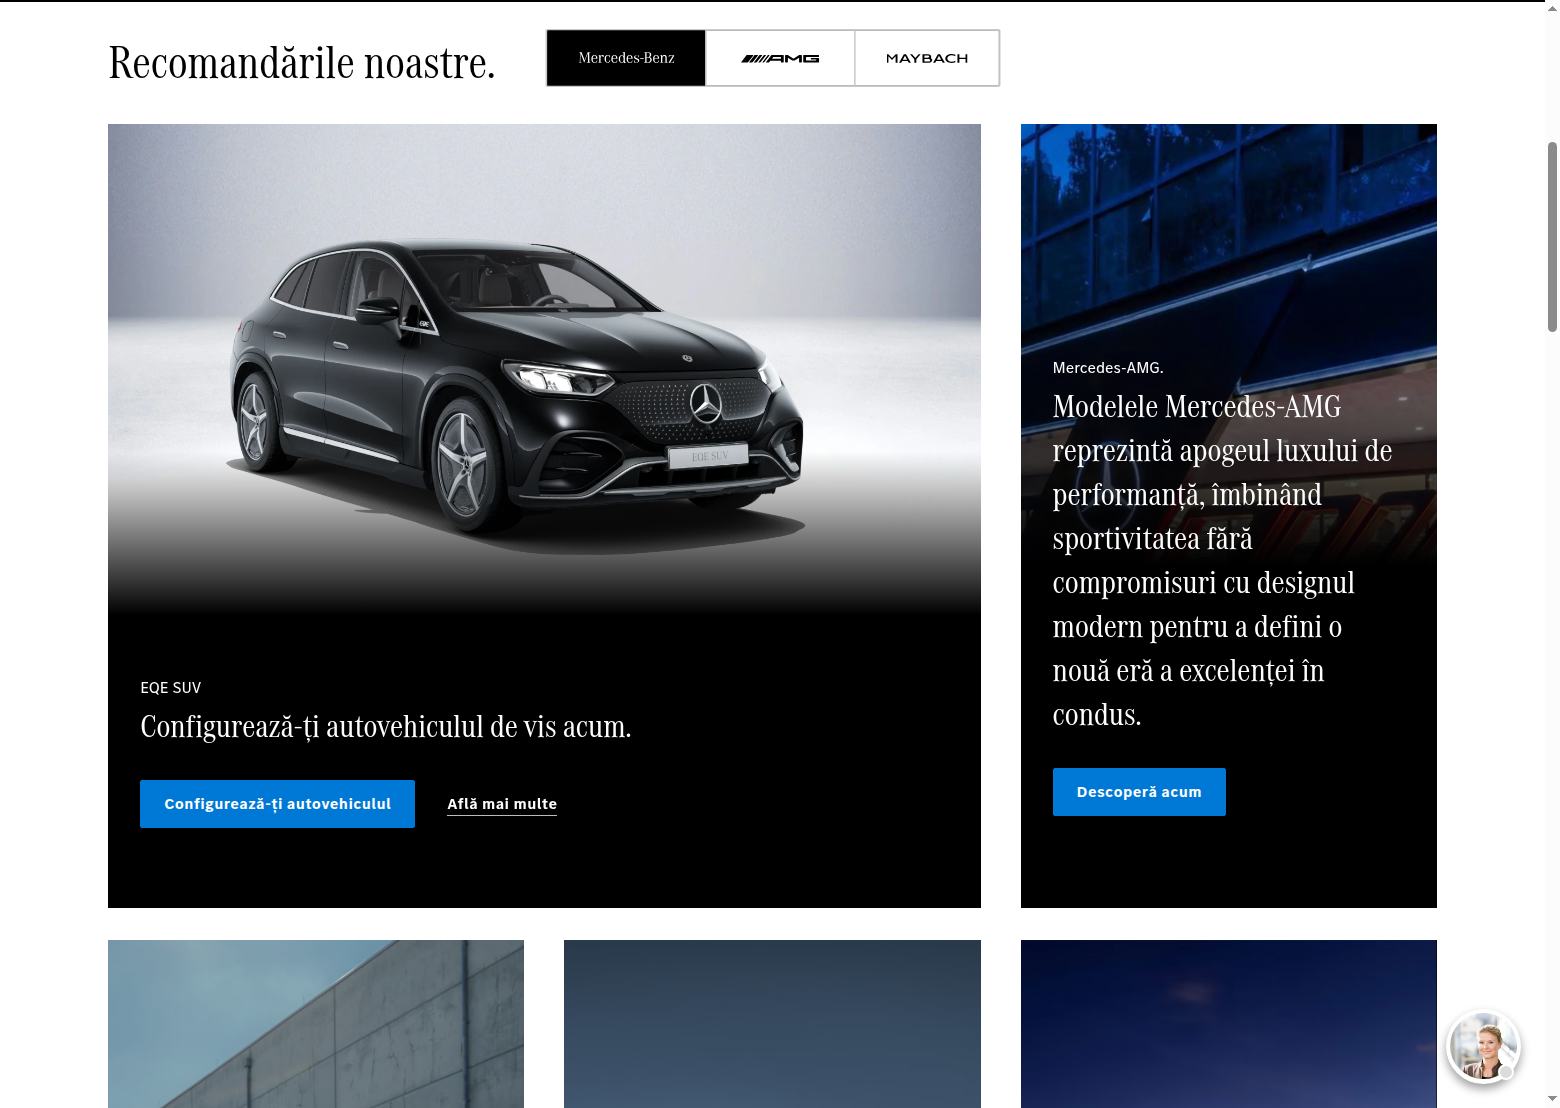 Recomandările noastre.
Mercedes-Benz
AMG
MAYBACH
EQE
EQE SUV
EQE SUV
Configurează-ți autovehiculul de vis acum.
Configurează-ți autovehiculul
Află mai multe
Mercedes-AMG.
Modelele Mercedes-AMG
reprezintă apogeul luxului de
performanță, îmbinând
sportivitatea fără
compromisuri cu designul
modern pentru a defini o
nouă eră a excelenței în
condus.
Descoperă acum